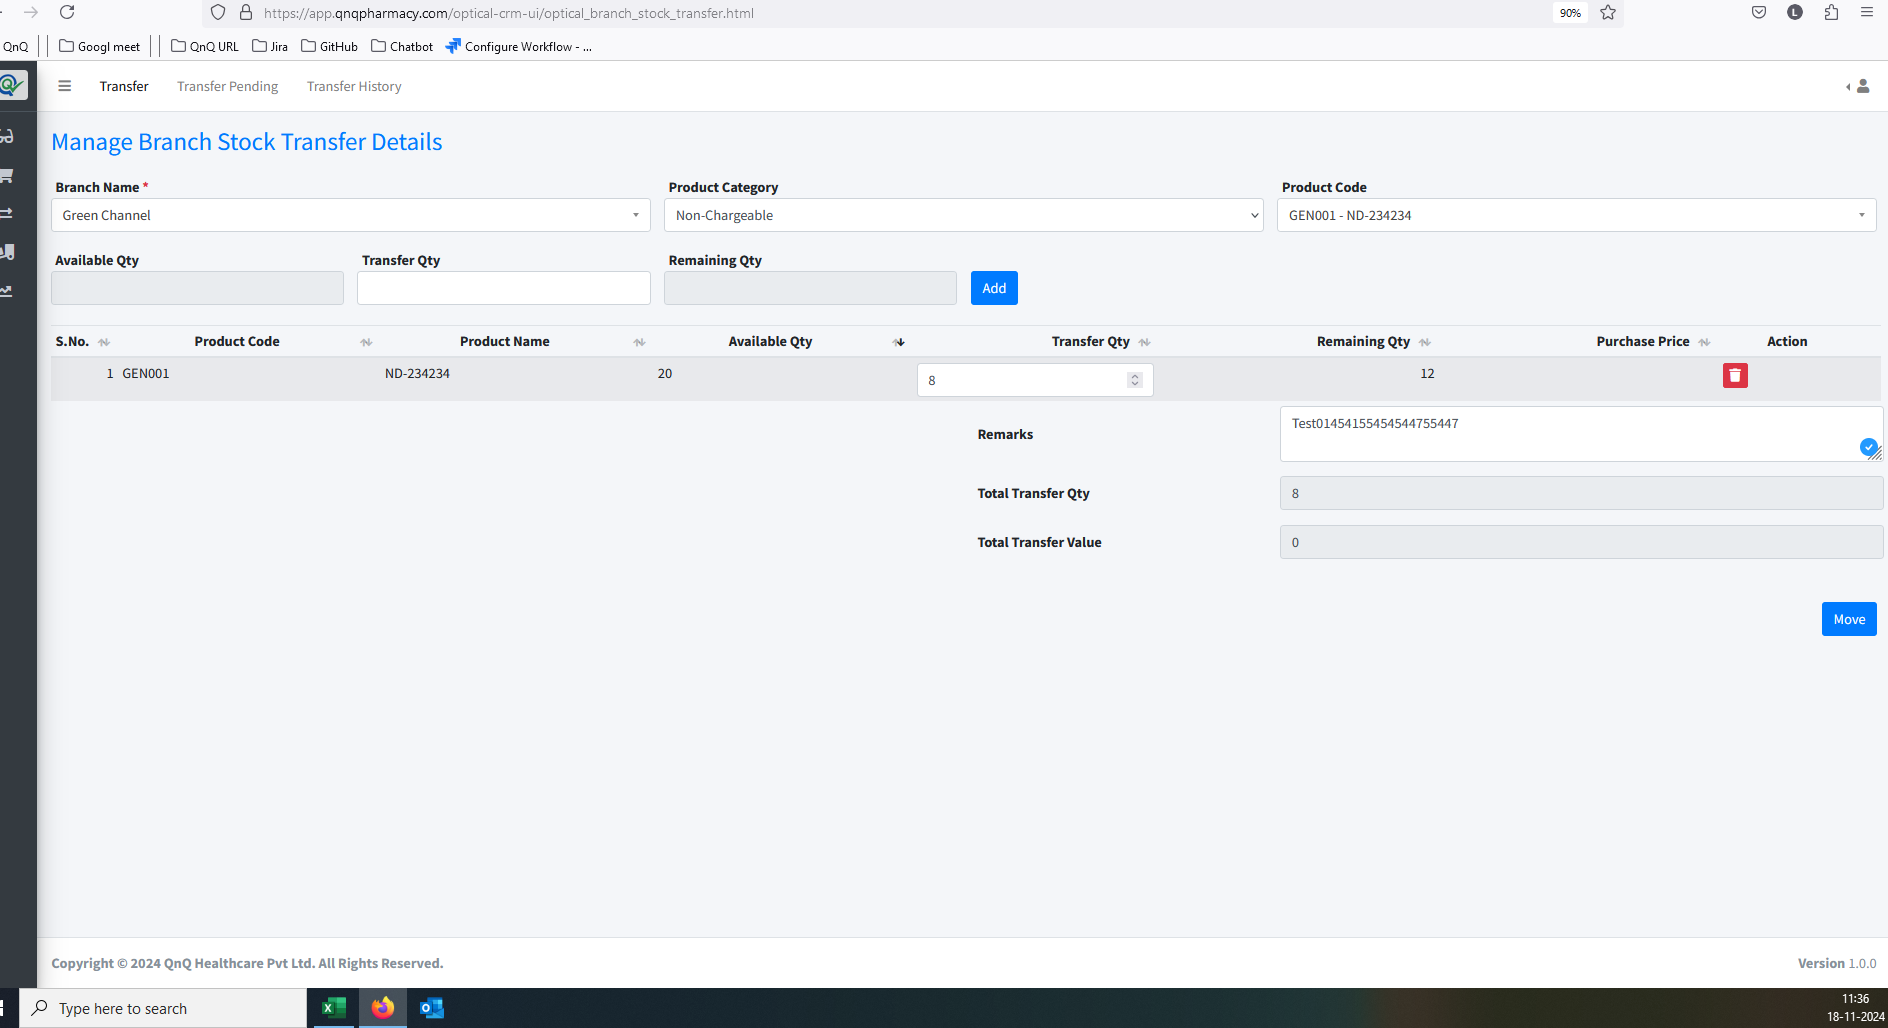 https://app.qnqpharmacy.com/optical-crm-ui/optical_branch_stock_transfer.html 90% L
QnQ Googl meet QnQ URL Jira GitHub Chatbot Configure Workflow - ...
Transfer Transfer Pending Transfer History
Manage Branch Stock Transfer Details
Branch Name * Product Category Product Code
Green Channel Non-Chargeable GEN001 - ND-234234
Available Qty Transfer Qty Remaining Qty
Add
S.No. Product Code Product Name Available Qty Transfer Qty Remaining Qty Purchase Price Action
1 GEN001 ND-234234 20 8 12
Remarks Test01454155454544755447
Total Transfer Qty 8
Total Transfer Value 0
Move
Copyright © 2024 QnQ Healthcare Pvt Ltd. All Rights Reserved. Version 1.0.0
Type here to search
11:36
18-11-2024